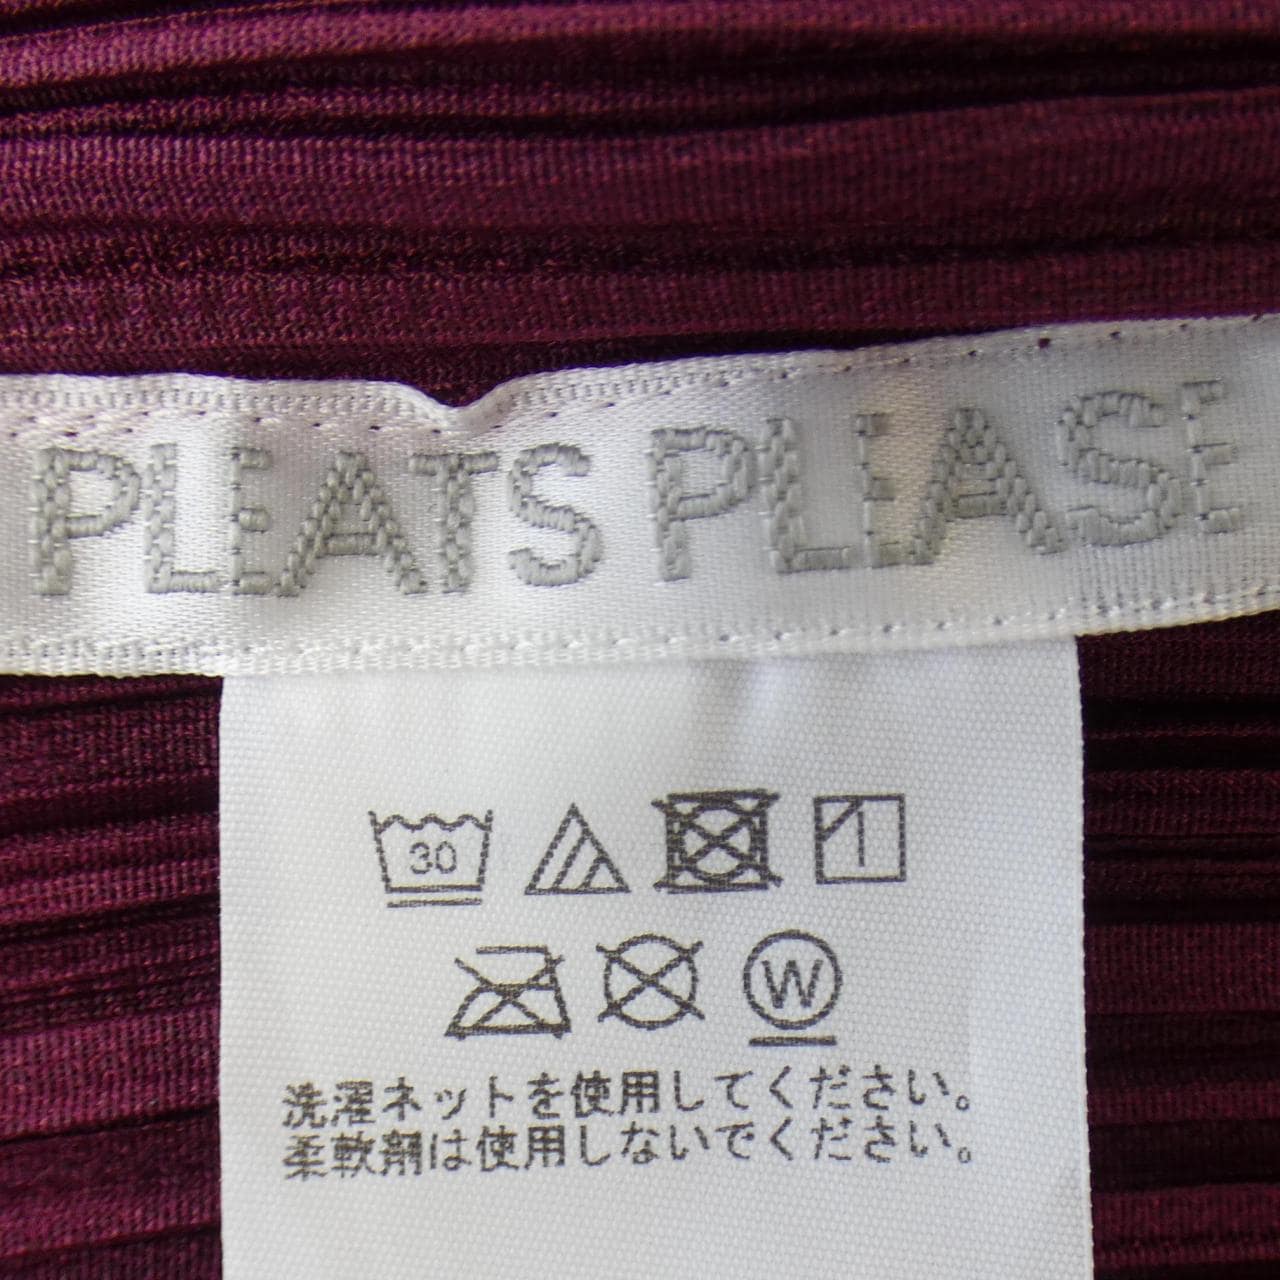 PLEATS PLEASE
30
W
洗濯ネットを使用してください。
柔軟剤は使用しないでください。